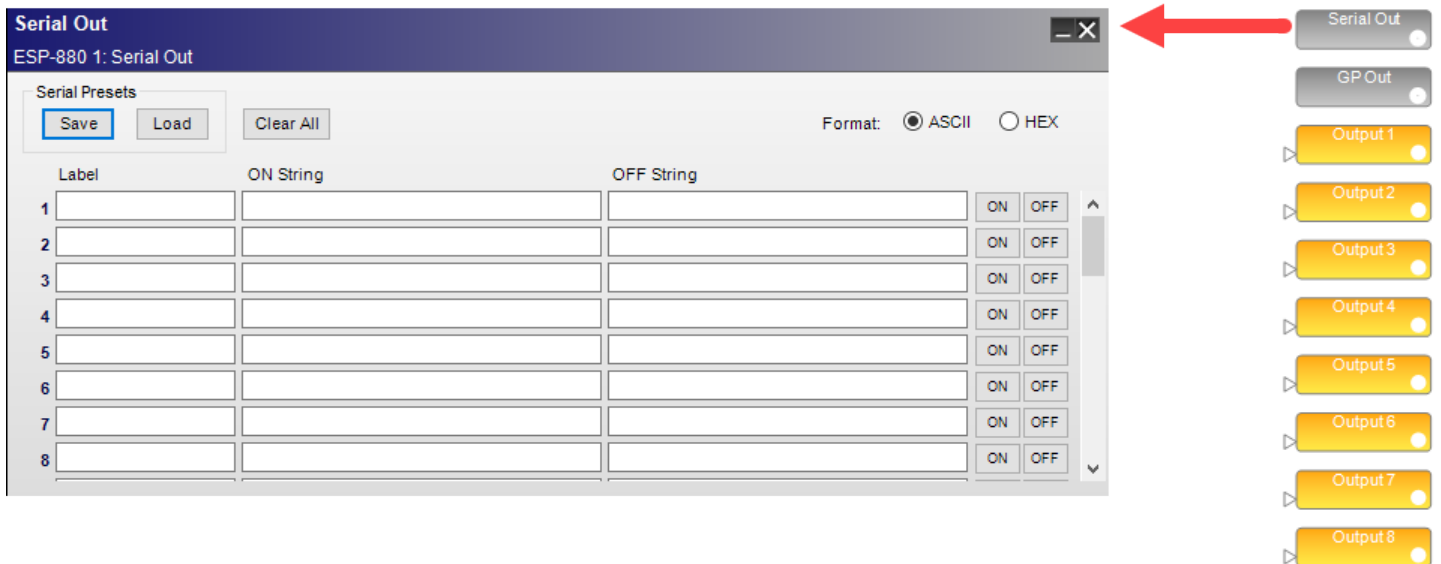 Serial Out
ESP-880 1: Serial Out
Serial Presets
Save Load Clear All Format: ASCII HEX
Label ON String OFF String
1 ON OFF
2 ON OFF
3 ON OFF
4 ON OFF
5 ON OFF
6 ON OFF
7 ON OFF
8 ON OFF
Serial Out
GP Out
Output 1
Output 2
Output 3
Output 4
Output 5
Output 6
Output 7
Output 8